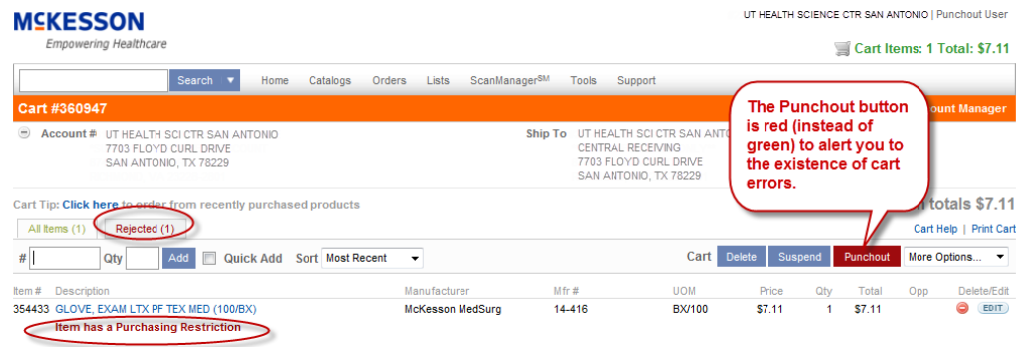 McKESSON
Empowering Healthcare
UT HEALTH SCIENCE CTR SAN ANTONIO | Punchout User
Cart Items: 1 Total: $7.11
Search Home Catalogs Orders Lists ScanManager℠ Tools Support
Cart #360947 ount Manager
The Punchout button
is red (instead of
green) to alert you to
the existence of cart
errors.
Account # UT HEALTH SCI CTR SAN ANTONIO
7703 FLOYD CURL DRIVE
SAN ANTONIO, TX 78229
Ship To UT HEALTH SCI CTR SAN ANTO
CENTRAL RECEIVING
7703 FLOYD CURL DRIVE
SAN ANTONIO, TX 78229
Cart Tip: Click here to order from recently purchased products totals $7.11
All Items (1) Rejected (1) Cart Help | Print Cart
# Qty Add Quick Add Sort Most Recent Cart Delete Suspend Punchout More Options...
Item # Description Manufacturer Mfr # UOM Price Qty Total Opp Delete/Edit
354433 GLOVE, EXAM LTX PF TEX MED (100/BX) McKesson MedSurg 14-416 BX/100 $7.11 1 $7.11 EDIT
Item has a Purchasing Restriction